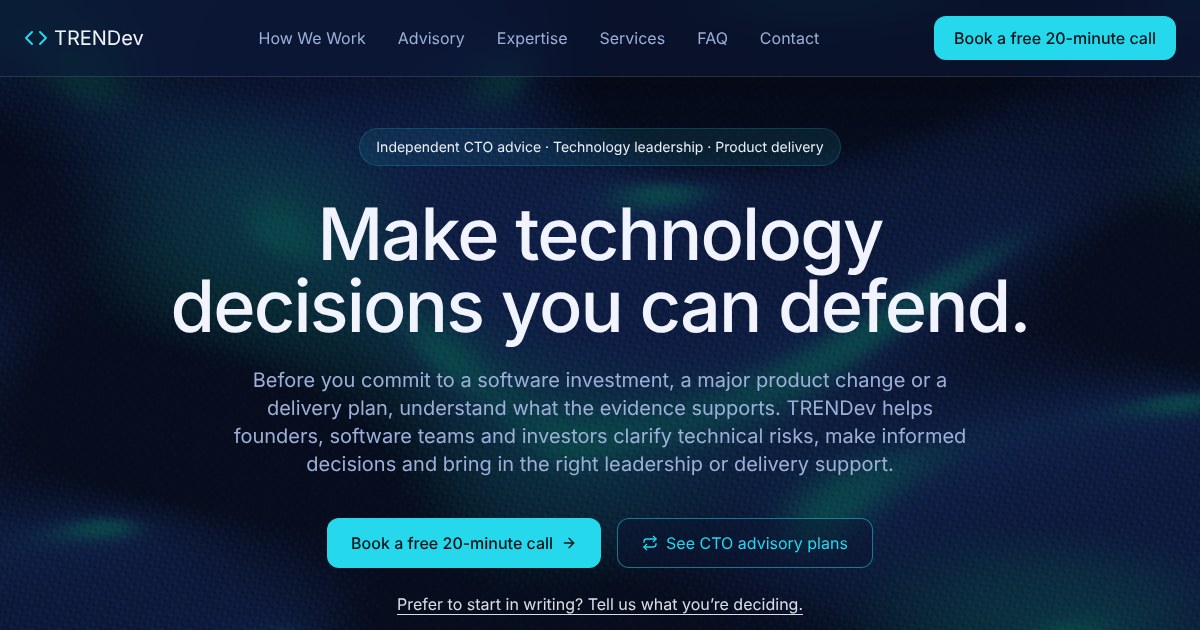 TRENDev
How We Work
Advisory
Expertise
Services
FAQ
Contact
Book a free 20-minute call
Independent CTO advice · Technology leadership · Product delivery
Make technology
decisions you can defend.
Before you commit to a software investment, a major product change or a
delivery plan, understand what the evidence supports. TRENDev helps
founders, software teams and investors clarify technical risks, make informed
decisions and bring in the right leadership or delivery support.
Book a free 20-minute call →
See CTO advisory plans
Prefer to start in writing? Tell us what you’re deciding.